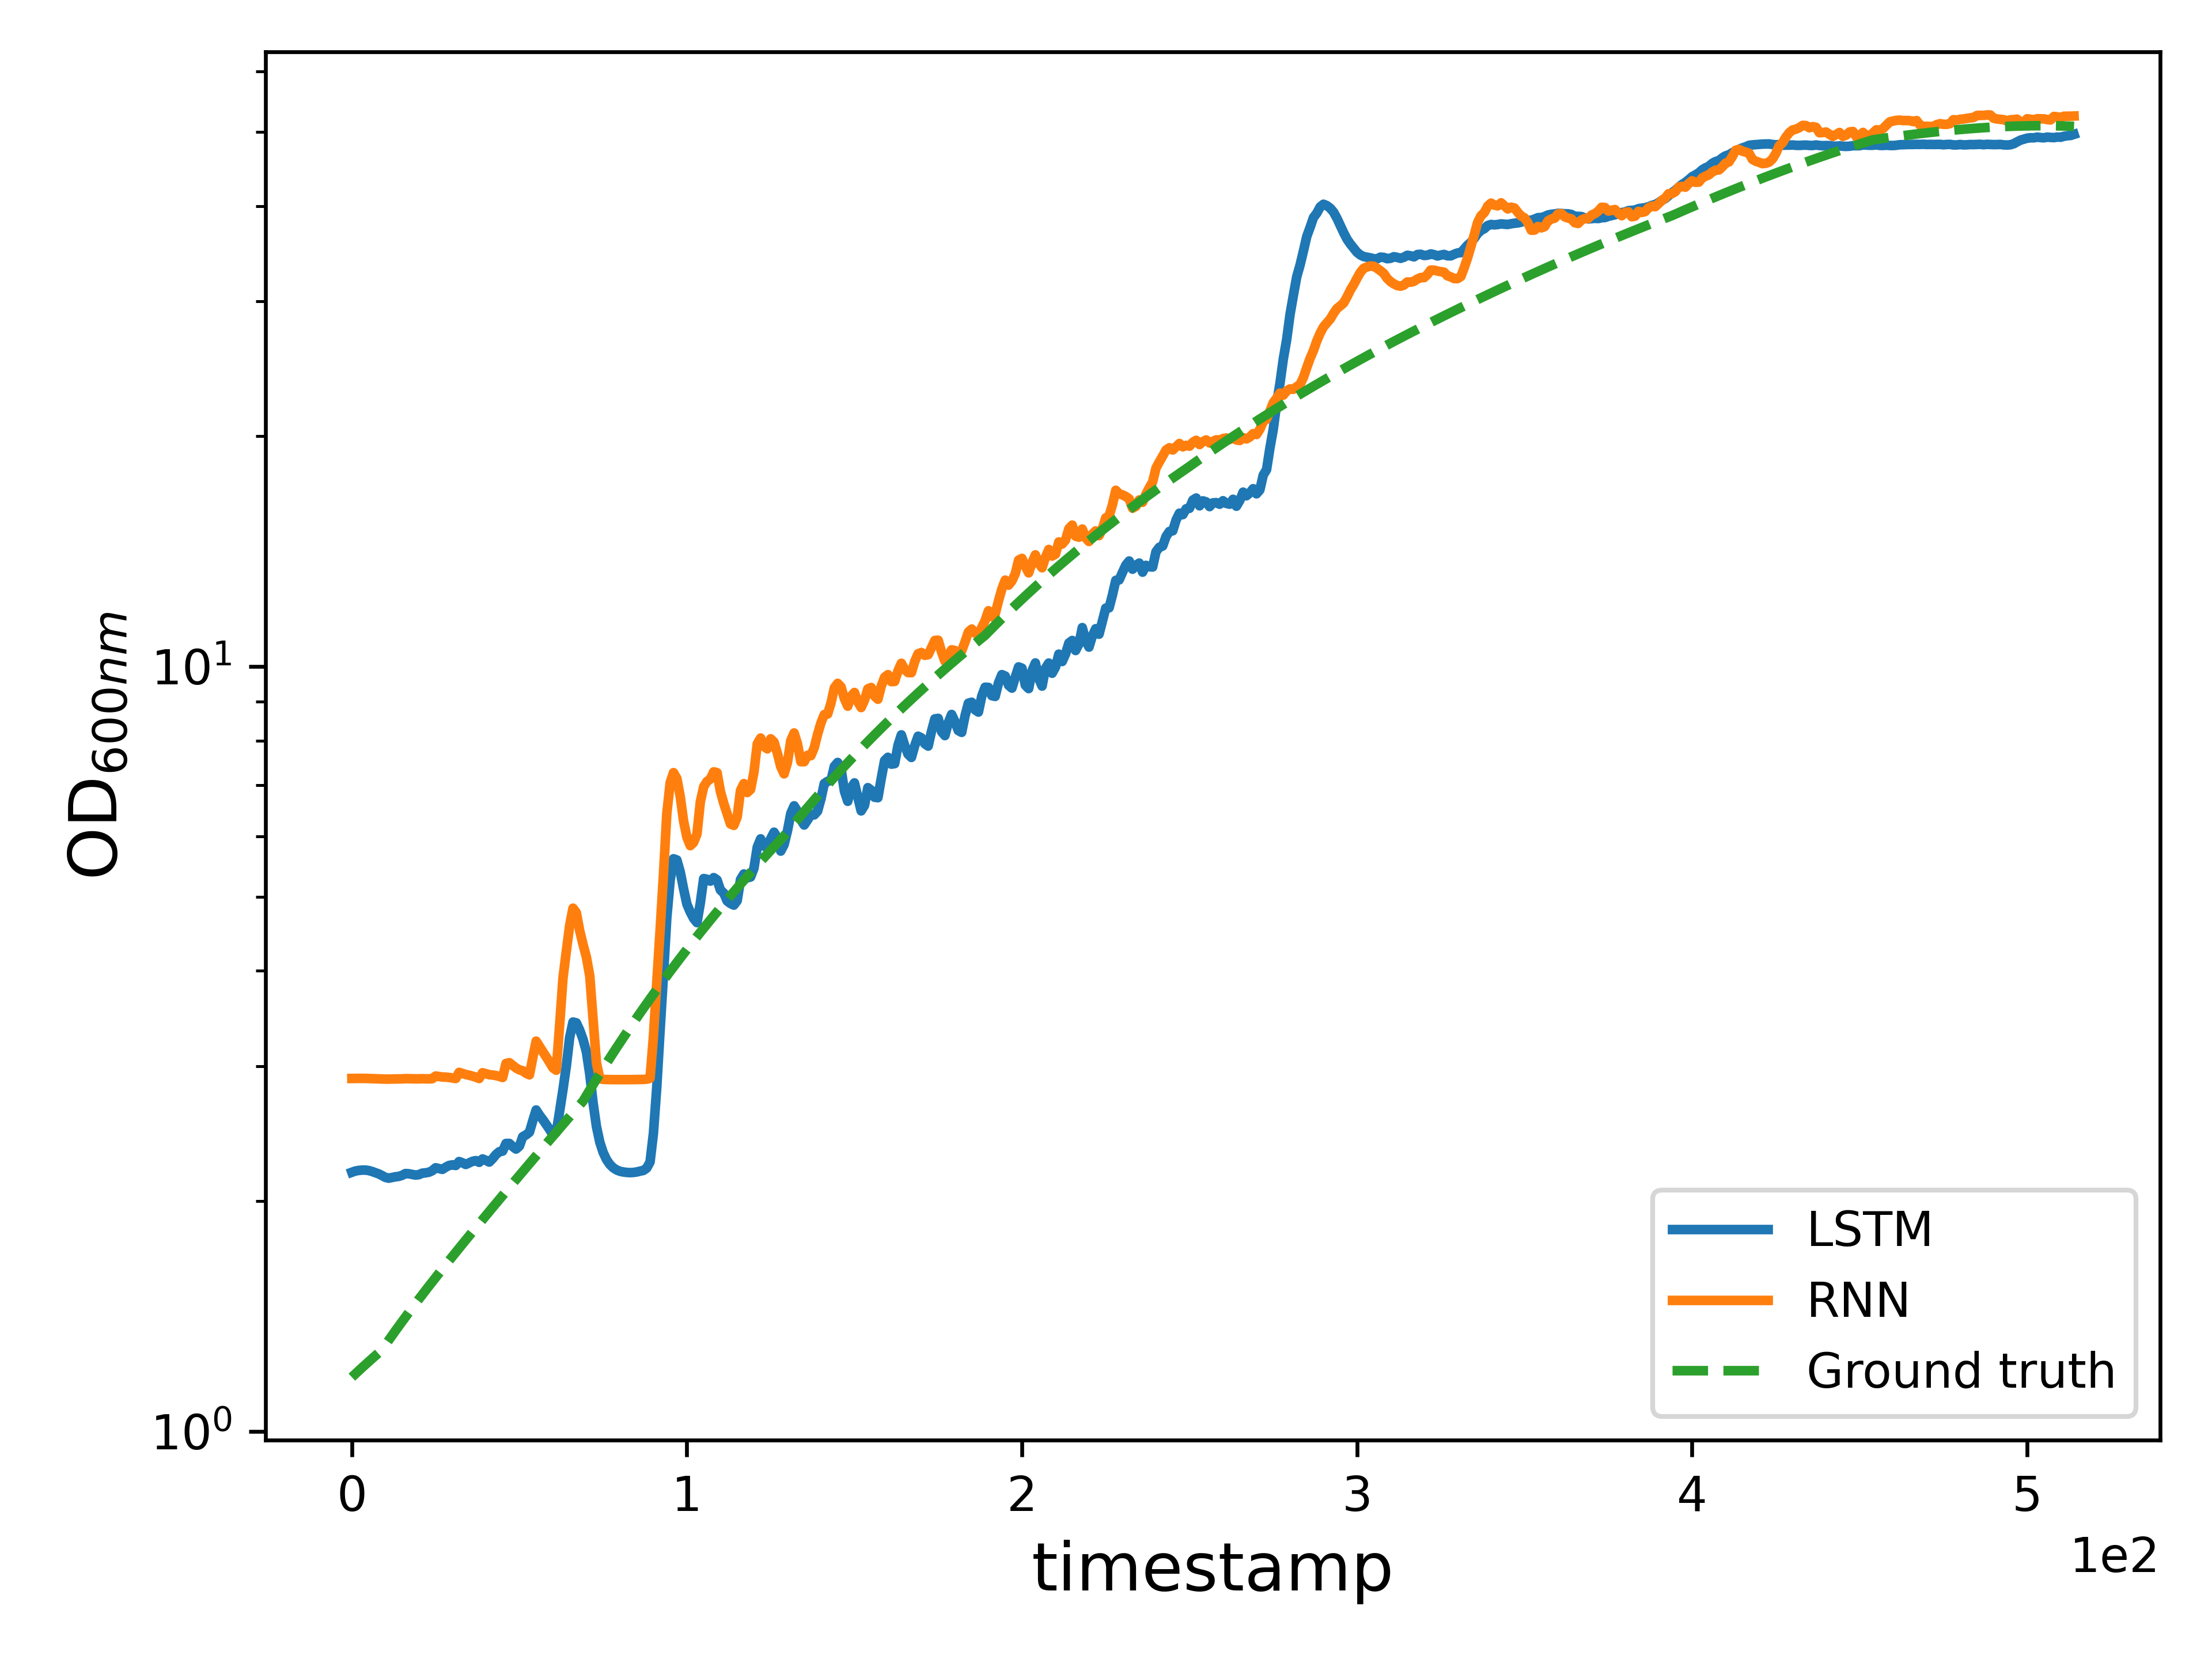 OD600nm
10¹
10⁰
0 1 2 3 4 5
1e2
timestamp
LSTM
RNN
Ground truth